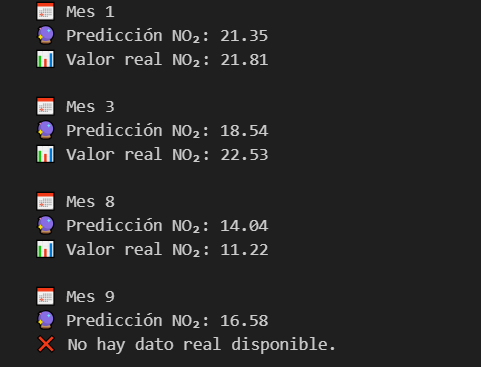 📅 Mes 1
🔮 Predicción NO₂: 21.35
📊 Valor real NO₂: 21.81
📅 Mes 3
🔮 Predicción NO₂: 18.54
📊 Valor real NO₂: 22.53
📅 Mes 8
🔮 Predicción NO₂: 14.04
📊 Valor real NO₂: 11.22
📅 Mes 9
🔮 Predicción NO₂: 16.58
❌ No hay dato real disponible.